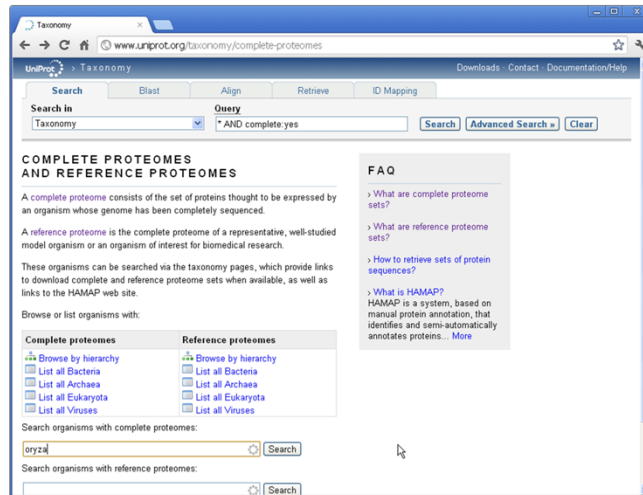 Taxonomy
www.uniprot.org/taxonomy/complete-proteomes
UniProt > Taxonomy
Downloads · Contact · Documentation/Help
Search Blast Align Retrieve ID Mapping
Search in Query
Taxonomy * AND complete:yes Search Advanced Search » Clear
COMPLETE PROTEOMES
AND REFERENCE PROTEOMES
A complete proteome consists of the set of proteins thought to be expressed by
an organism whose genome has been completely sequenced.
A reference proteome is the complete proteome of a representative, well-studied
model organism or an organism of interest for biomedical research.
These organisms can be searched via the taxonomy pages, which provide links
to download complete and reference proteome sets when available, as well as
links to the HAMAP web site.
Browse or list organisms with:
Complete proteomes Reference proteomes
Browse by hierarchy Browse by hierarchy
List all Bacteria List all Bacteria
List all Archaea List all Archaea
List all Eukaryota List all Eukaryota
List all Viruses List all Viruses
Search organisms with complete proteomes:
oryza Search
Search organisms with reference proteomes:
Search
FAQ
› What are complete proteome
sets?
› What are reference proteome
sets?
› How to retrieve sets of protein
sequences?
› What is HAMAP?
HAMAP is a system, based on
manual protein annotation, that
identifies and semi-automatically
annotates proteins... More